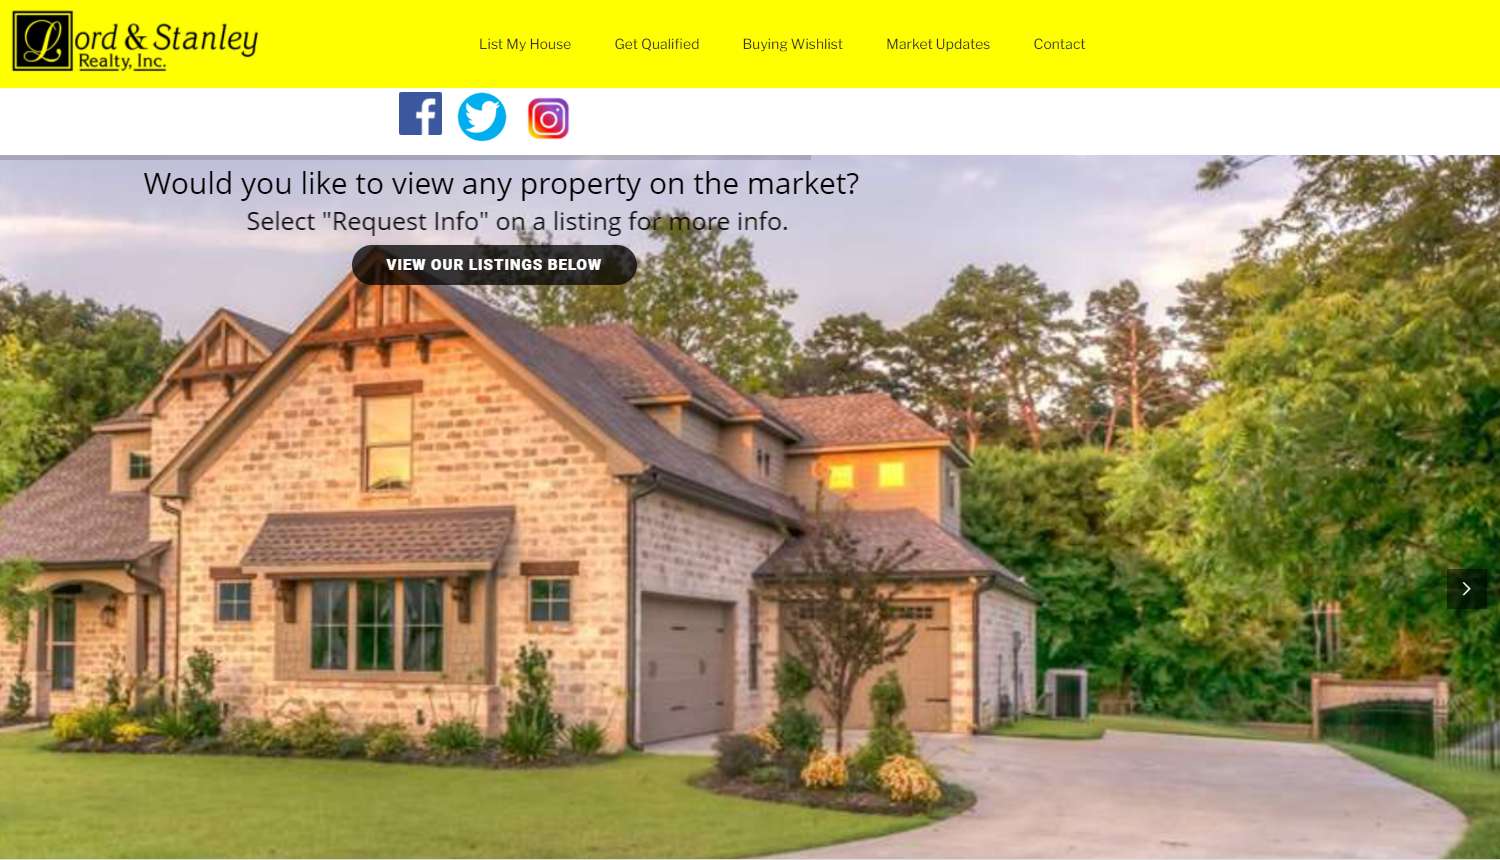 Lord & Stanley
Realty, Inc.
List My House
Get Qualified
Buying Wishlist
Market Updates
Contact
Would you like to view any property on the market?
Select "Request Info" on a listing for more info.
VIEW OUR LISTINGS BELOW